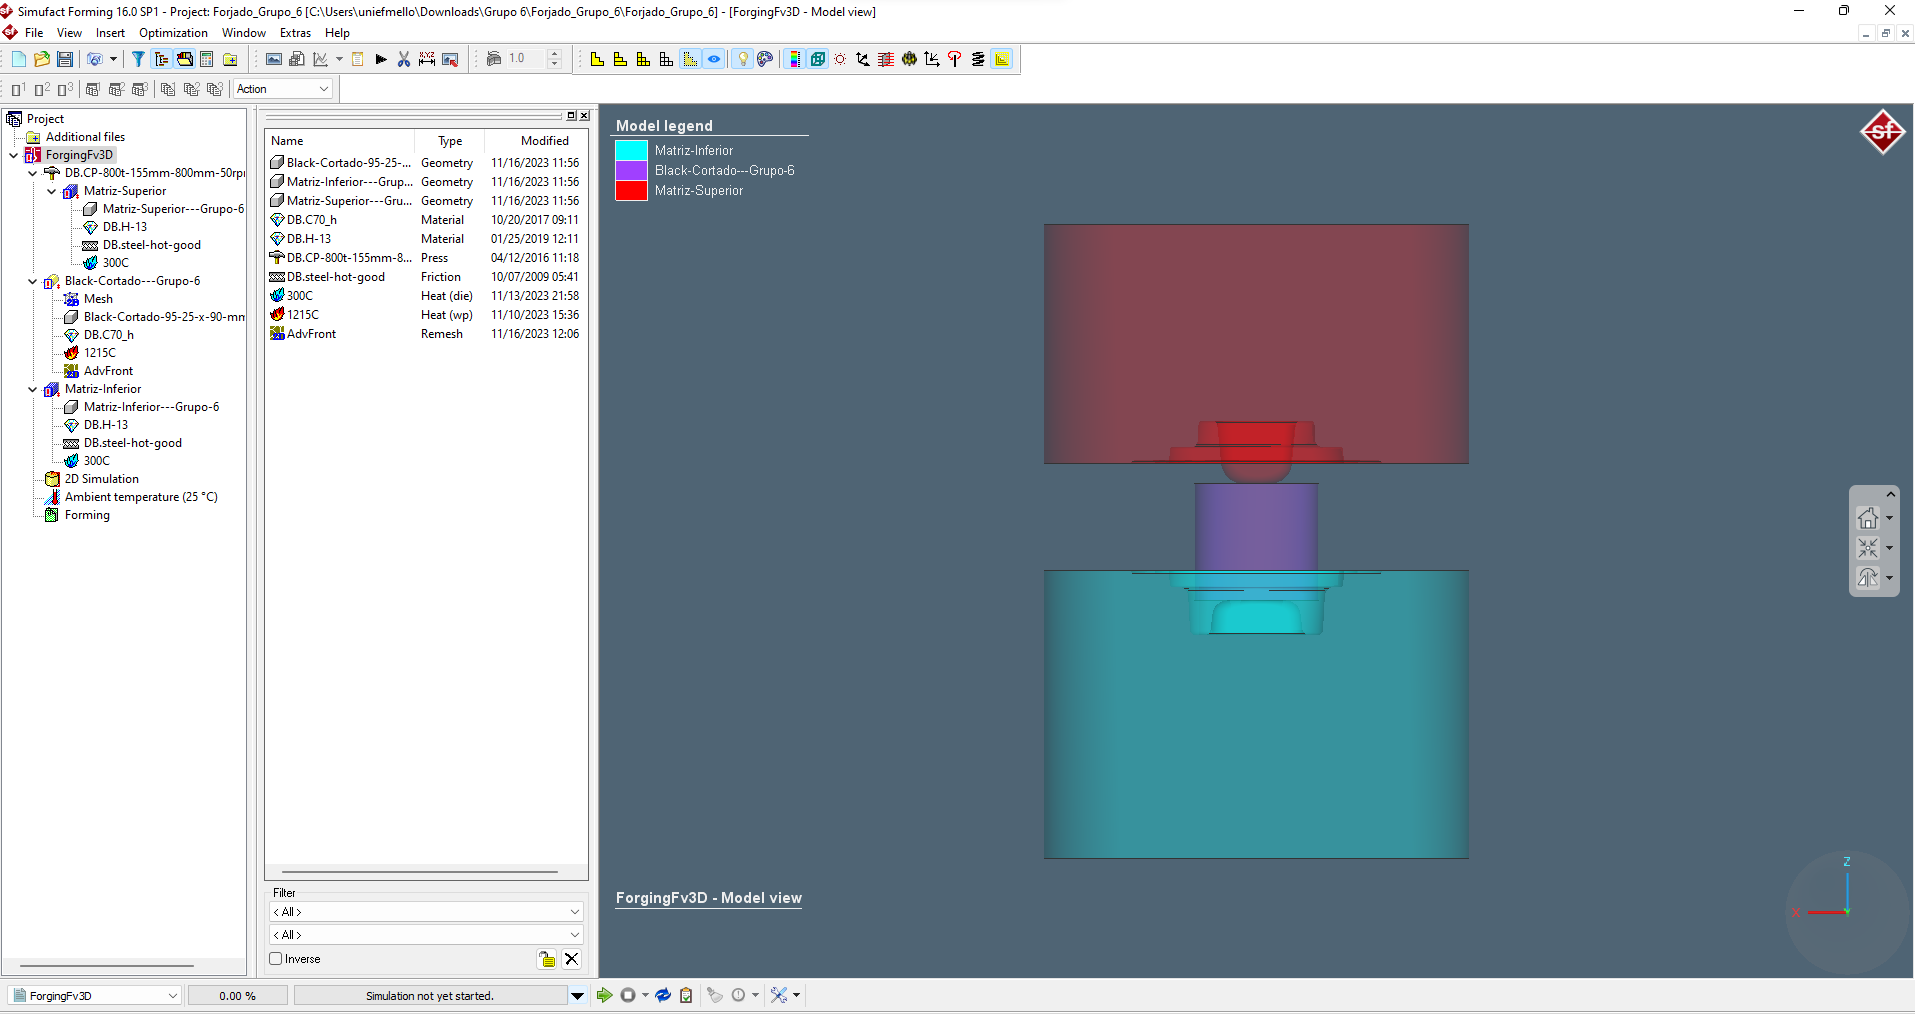 Simufact Forming 16.0 SP1 - Project: Forjado_Grupo_6 [C:\Users\uniefmello\Downloads\Grupo 6\Forjado_Grupo_6\Forjado_Grupo_6] - [ForgingFv3D - Model view]
File View Insert Optimization Window Extras Help
1.0
Action
Project
Additional files
ForgingFv3D
DB.CP-800t-155mm-800mm-50rp
Matriz-Superior
Matriz-Superior---Grupo-6
DB.H-13
DB.steel-hot-good
300C
Black-Cortado---Grupo-6
Mesh
Black-Cortado-95-25-x-90-mm
DB.C70_h
1215C
AdvFront
Matriz-Inferior
Matriz-Inferior---Grupo-6
DB.H-13
DB.steel-hot-good
300C
2D Simulation
Ambient temperature (25 °C)
Forming
Name Type Modified
Black-Cortado-95-25-... Geometry 11/16/2023 11:56
Matriz-Inferior---Grup... Geometry 11/16/2023 11:56
Matriz-Superior---Gru... Geometry 11/16/2023 11:56
DB.C70_h Material 10/20/2017 09:11
DB.H-13 Material 01/25/2019 12:11
DB.CP-800t-155mm-8... Press 04/12/2016 11:18
DB.steel-hot-good Friction 10/07/2009 05:41
300C Heat (die) 11/13/2023 21:58
1215C Heat (wp) 11/10/2023 15:36
AdvFront Remesh 11/16/2023 12:06
Filter
< All >
< All >
Inverse
Model legend
Matriz-Inferior
Black-Cortado---Grupo-6
Matriz-Superior
sf
ForgingFv3D - Model view
Z
X
Y
ForgingFv3D 0.00 % Simulation not yet started.